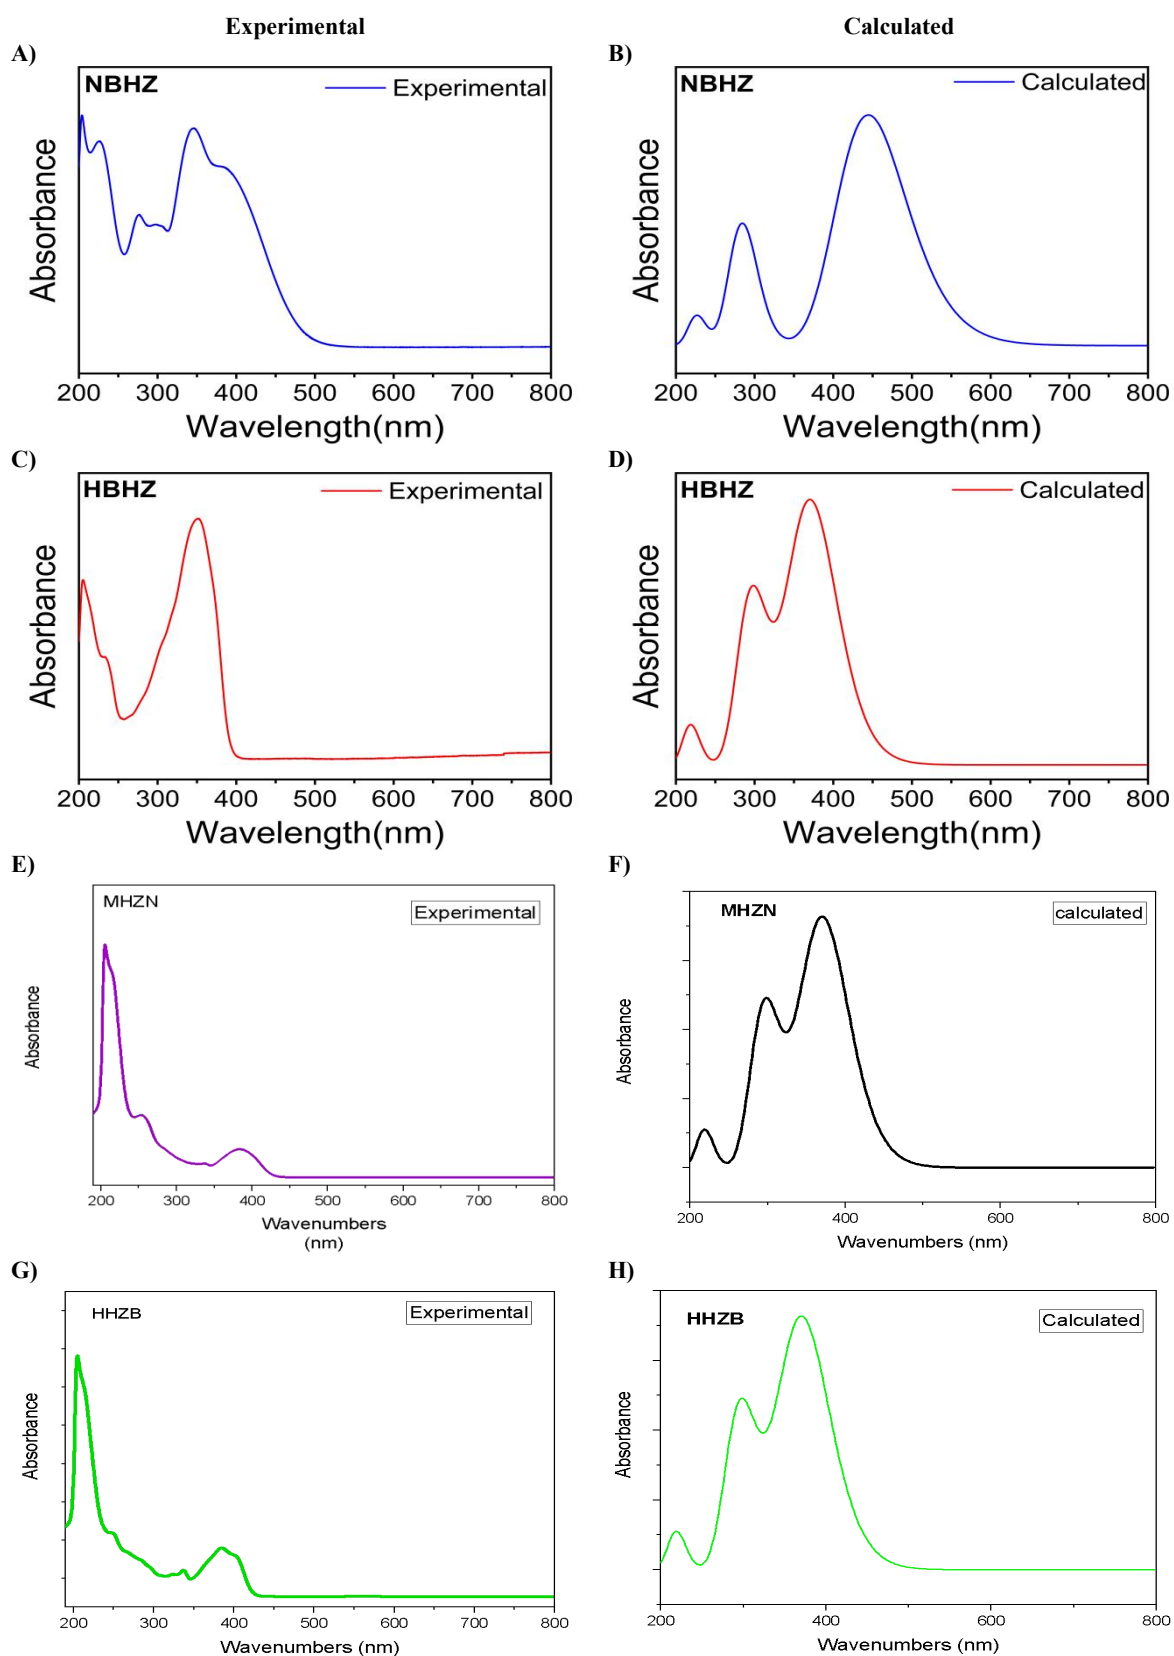 Experimental
Calculated
A)
B)
NBHZ
Experimental
Absorbance
200 300 400 500 600 700 800
Wavelength(nm)
NBHZ
Calculated
Absorbance
200 300 400 500 600 700 800
Wavelength(nm)
C)
D)
HBHZ
Experimental
Absorbance
200 300 400 500 600 700 800
Wavelength(nm)
HBHZ
Calculated
Absorbance
200 300 400 500 600 700 800
Wavelength(nm)
E)
F)
MHZN
Experimental
Absorbance
200 300 400 500 600 700 800
Wavenumbers
(nm)
MHZN
calculated
Absorbance
200 400 600 800
Wavenumbers (nm)
G)
H)
HHZB
Experimental
Absorbance
200 300 400 500 600 700 800
Wavenumbers (nm)
HHZB
Calculated
Absorbance
200 400 600 800
Wavenumbers (nm)